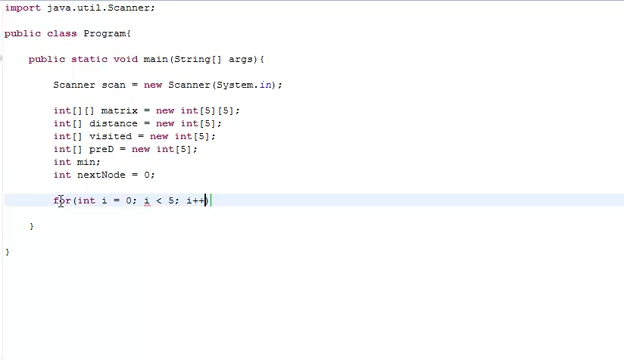 import java.util.Scanner;
public class Program{
public static void main(String[] args){
Scanner scan = new Scanner(System.in);
int[][] matrix = new int[5][5];
int[] distance = new int[5];
int[] visited = new int[5];
int[] preD = new int[5];
int min;
int nextNode = 0;
for(int i = 0; i < 5; i++)
}
}